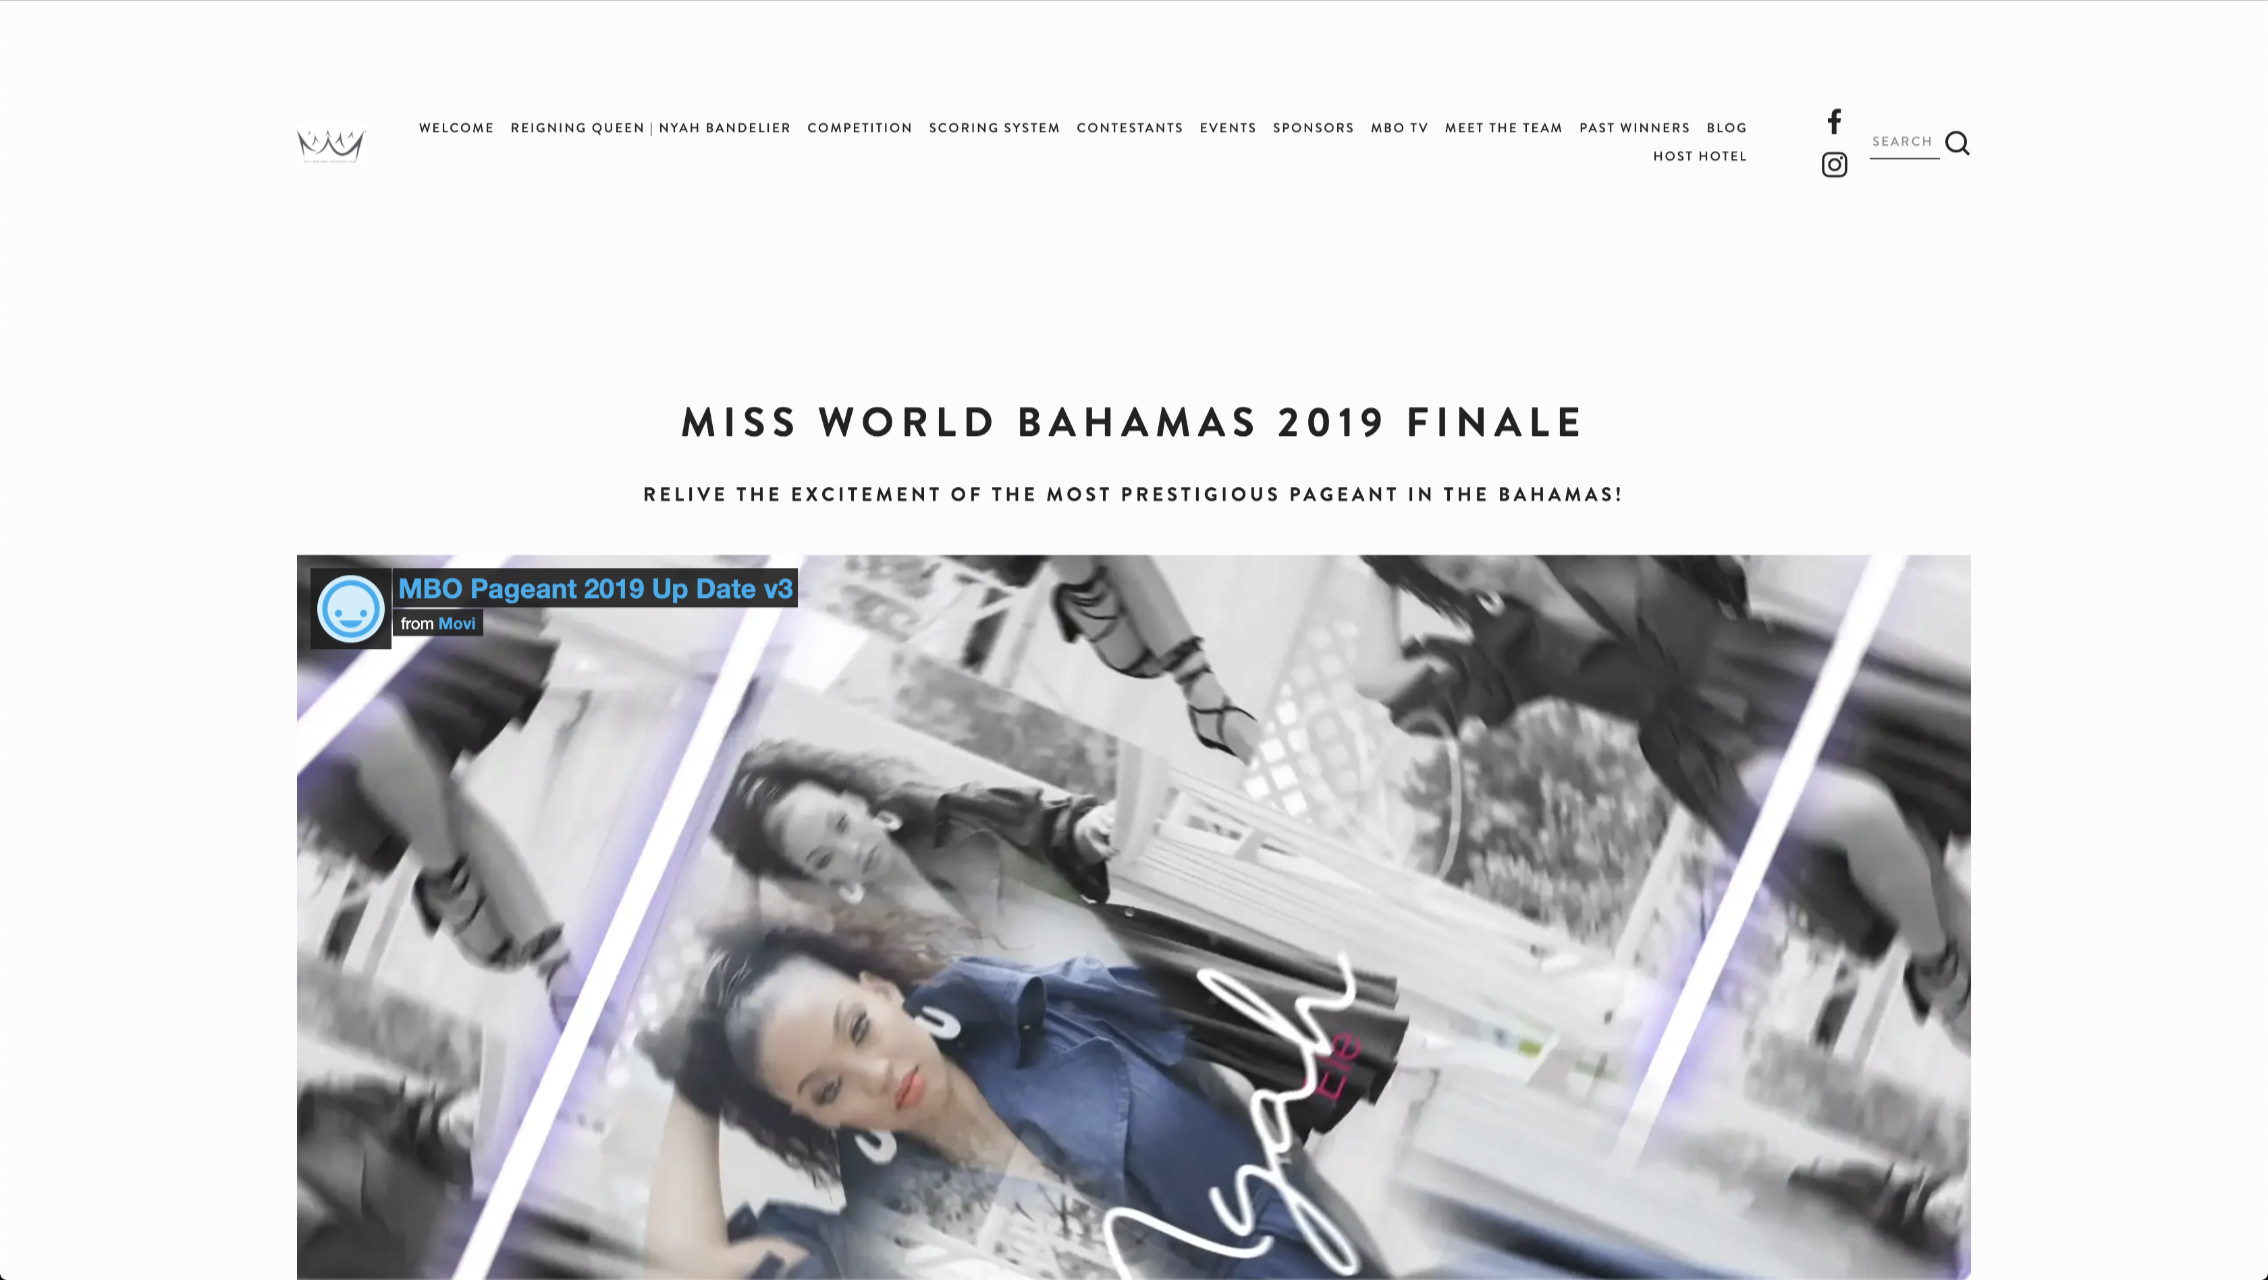 WELCOME REIGNING QUEEN | NYAH BANDELIER COMPETITION SCORING SYSTEM CONTESTANTS EVENTS SPONSORS MBO TV MEET THE TEAM PAST WINNERS BLOG
HOST HOTEL
SEARCH
MISS WORLD BAHAMAS 2019 FINALE
RELIVE THE EXCITEMENT OF THE MOST PRESTIGIOUS PAGEANT IN THE BAHAMAS!
MBO Pageant 2019 Up Date v3
from Movi
Nyah
Ele